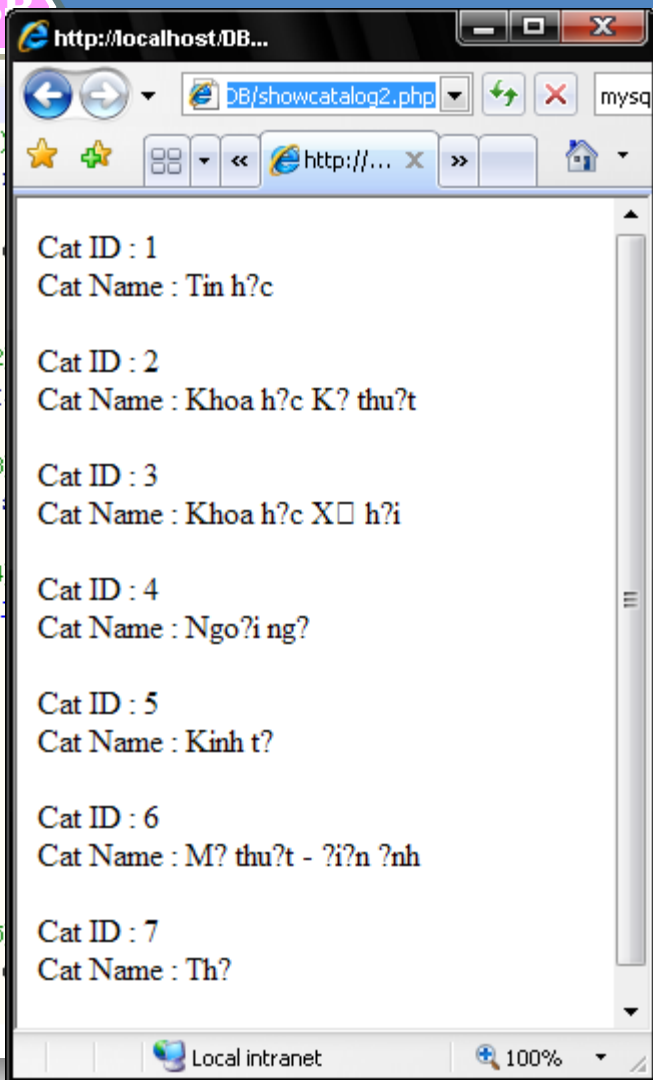 http://localhost/DB...
DB/showcatalog2.php
mysq
http://...
Cat ID : 1
Cat Name : Tin h?c
Cat ID : 2
Cat Name : Khoa h?c K? thu?t
Cat ID : 3
Cat Name : Khoa h?c X□ h?i
Cat ID : 4
Cat Name : Ngo?i ng?
Cat ID : 5
Cat Name : Kinh t?
Cat ID : 6
Cat Name : M? thu?t - ?i?n ?nh
Cat ID : 7
Cat Name : Th?
Local intranet
100%